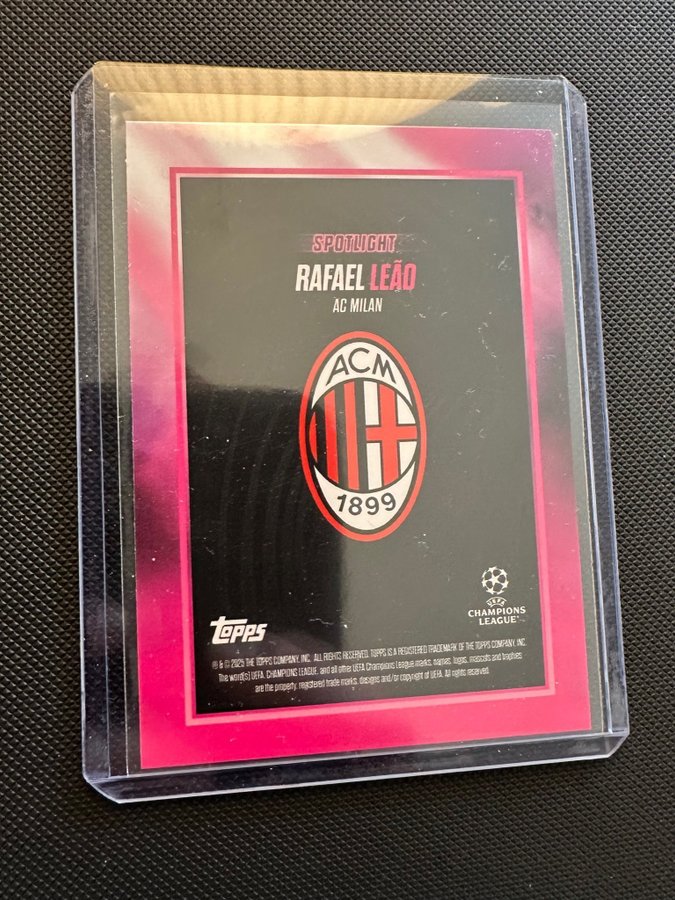 SPOTLIGHT
RAFAEL LEÃO
AC MILAN
ACM
1899
UEFA
CHAMPIONS
LEAGUE
Topps
® & © 2025 THE TOPPS COMPANY, INC. ALL RIGHTS RESERVED. TOPPS IS A REGISTERED TRADEMARK OF THE TOPPS COMPANY, INC.
The word(s) UEFA, CHAMPIONS LEAGUE, and all other UEFA Champions League marks, names, logos, mascots and trophies
are the property, registered trade marks, designs and/or copyright of UEFA. All rights reserved.